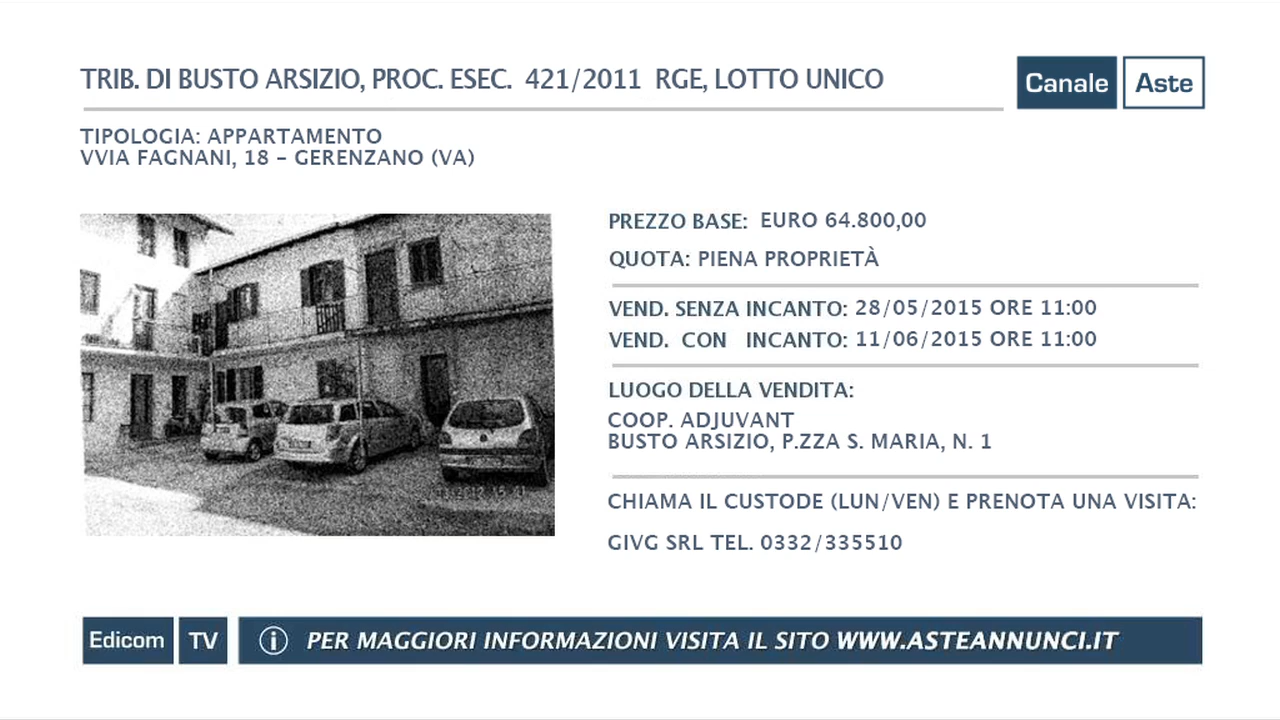 TRIB. DI BUSTO ARSIZIO, PROC. ESEC. 421/2011 RGE, LOTTO UNICO
Canale Aste
TIPOLOGIA: APPARTAMENTO
VVIA FAGNANI, 18 – GERENZANO (VA)
PREZZO BASE: EURO 64.800,00
QUOTA: PIENA PROPRIETÀ
VEND. SENZA INCANTO: 28/05/2015 ORE 11:00
VEND. CON INCANTO: 11/06/2015 ORE 11:00
LUOGO DELLA VENDITA:
COOP. ADJUVANT
BUSTO ARSIZIO, P.ZZA S. MARIA, N. 1
CHIAMA IL CUSTODE (LUN/VEN) E PRENOTA UNA VISITA:
GIVG SRL TEL. 0332/335510
Edicom TV
PER MAGGIORI INFORMAZIONI VISITA IL SITO WWW.ASTEANNUNCI.IT